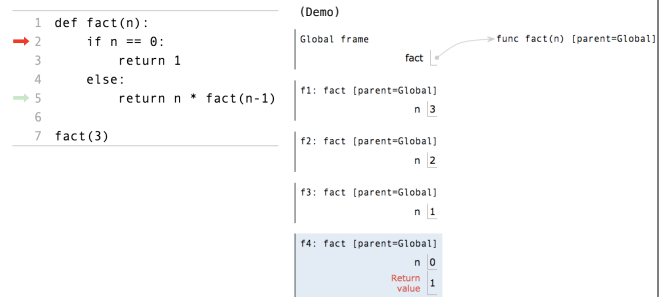 1 def fact(n):
2 if n == 0:
3 return 1
4 else:
5 return n * fact(n-1)
6
7 fact(3)
(Demo)
Global frame
fact
func fact(n) [parent=Global]
f1: fact [parent=Global]
n 3
f2: fact [parent=Global]
n 2
f3: fact [parent=Global]
n 1
f4: fact [parent=Global]
n 0
Return
value 1